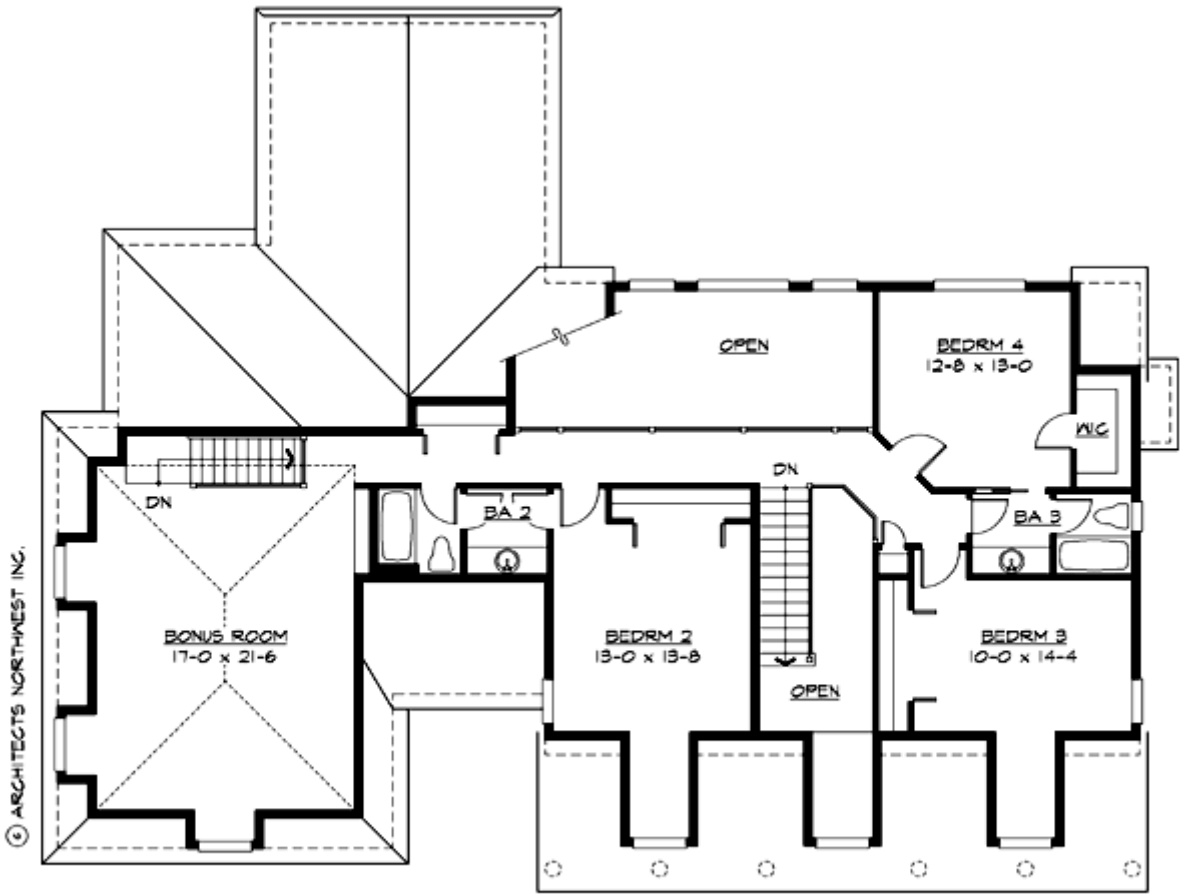 OPEN
BEDRM 4
12-8 x 13-0
WIC
DN
DN
BA 2
BA 3
BONUS ROOM
17-0 x 21-6
BEDRM 2
13-0 x 13-8
BEDRM 3
10-0 x 14-4
OPEN
© ARCHITECTS NORTHWEST INC.